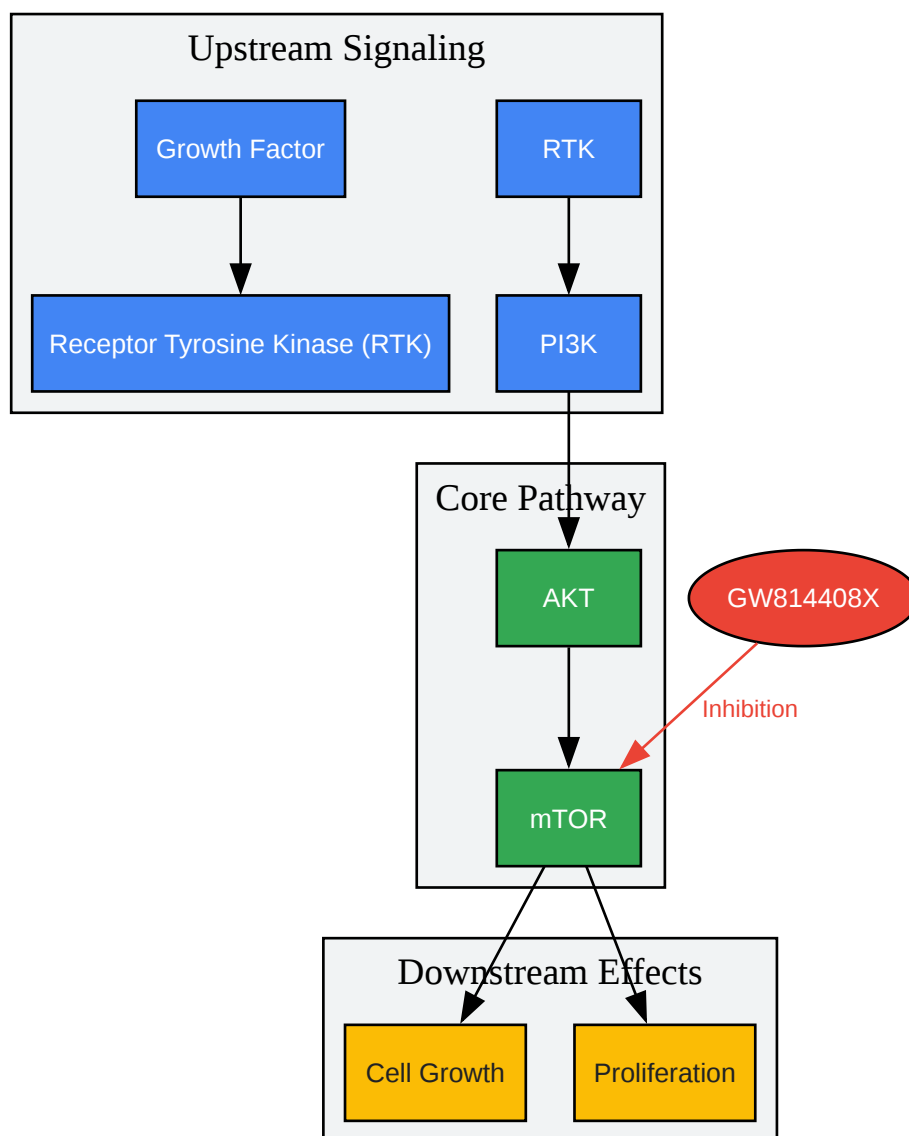 Upstream Signaling
Growth Factor
RTK
Receptor Tyrosine Kinase (RTK)
PI3K
Core Pathway
AKT
GW814408X
Inhibition
mTOR
Downstream Effects
Cell Growth
Proliferation